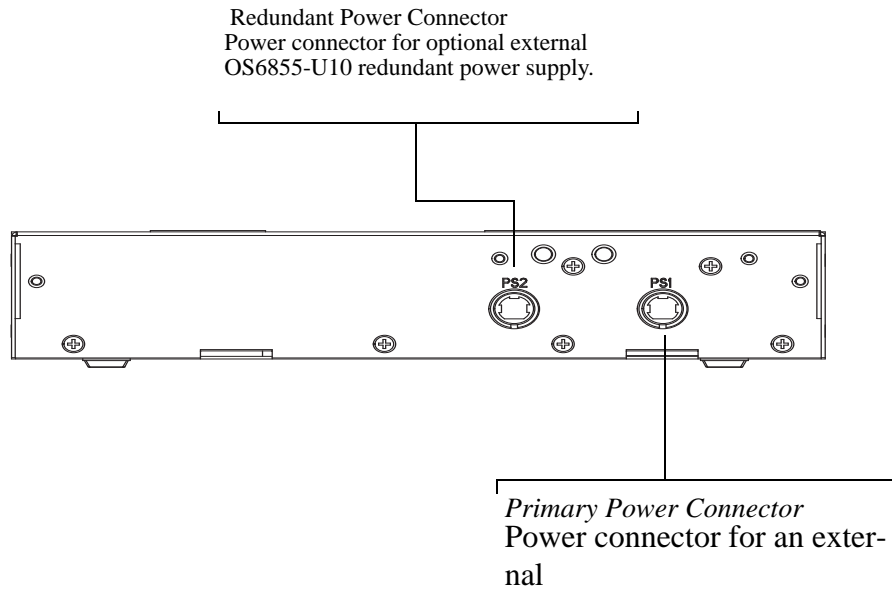 Redundant Power Connector
Power connector for optional external
OS6855-U10 redundant power supply.
PS2
PS1
Primary Power Connector
Power connector for an exter-
nal